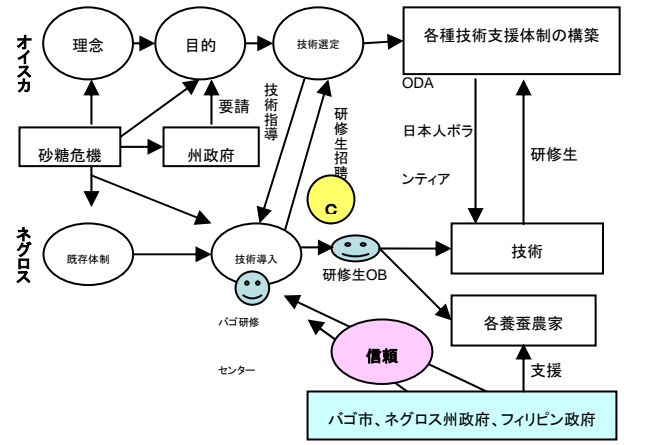 オイスカ
理念
目的
技術選定
各種技術支援体制の構築
ODA
日本人ボラ
ンティア
研修生
要請
技術指導
研修生招聘
砂糖危機
州政府
C
ネグロス
既存体制
技術導入
研修生OB
技術
バゴ研修
センター
各養蚕農家
信頼
支援
バゴ市、ネグロス州政府、フィリピン政府